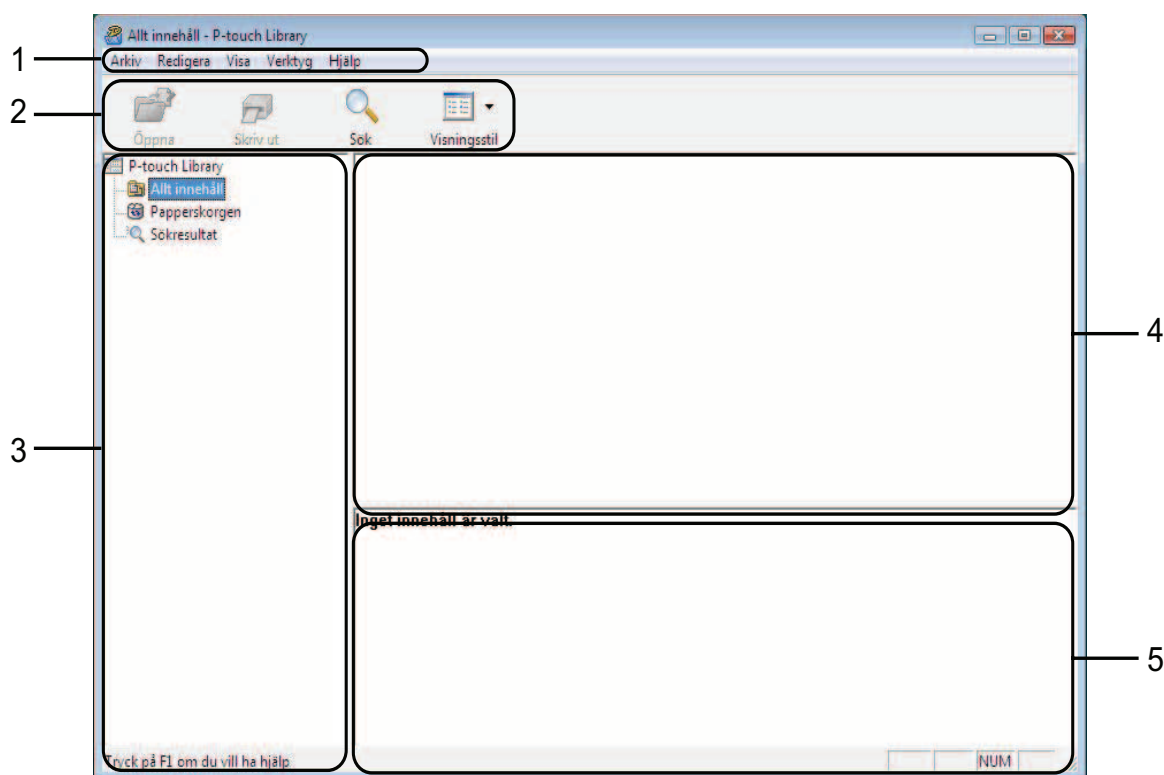 Allt innehåll - P-touch Library
1
Arkiv Redigera Visa Verktyg Hjälp
2
Öppna Skriv ut Sök Visningsstil
P-touch Library
Allt innehåll
Papperskorgen
Sökresultat
4
3
Inget innehåll är valt.
5
Tryck på F1 om du vill ha hjälp NUM